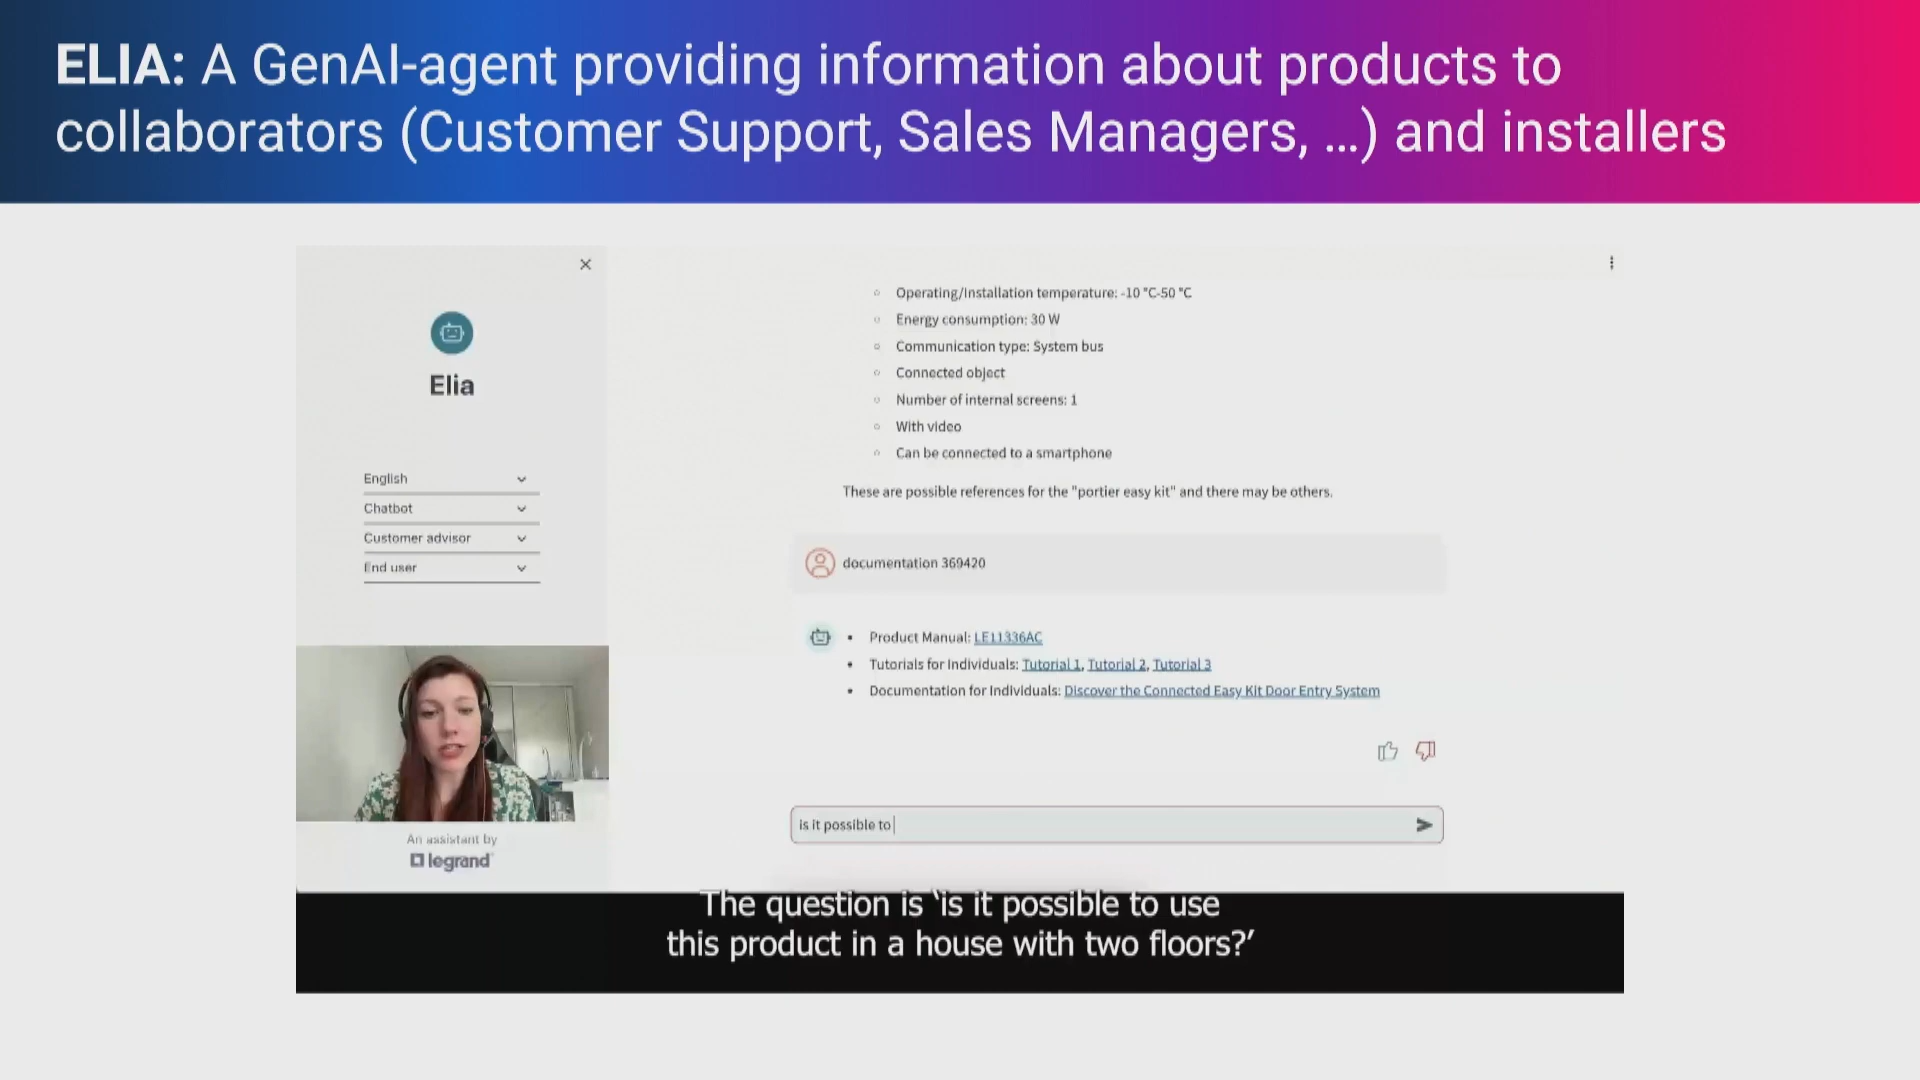 ELIA: A GenAI-agent providing information about products to
collaborators (Customer Support, Sales Managers, ...) and installers
Elia
English
Chatbot
Customer advisor
End user
An assistant by
legrand
Operating/Installation temperature: -10 °C-50 °C
Energy consumption: 30 W
Communication type: System bus
Connected object
Number of internal screens: 1
With video
Can be connected to a smartphone
These are possible references for the "portier easy kit" and there may be others.
documentation 369420
Product Manual: LE11336AC
Tutorials for Individuals: Tutorial 1, Tutorial 2, Tutorial 3
Documentation for Individuals: Discover the Connected Easy Kit Door Entry System
is it possible to
The question is ‘is it possible to use
this product in a house with two floors?’